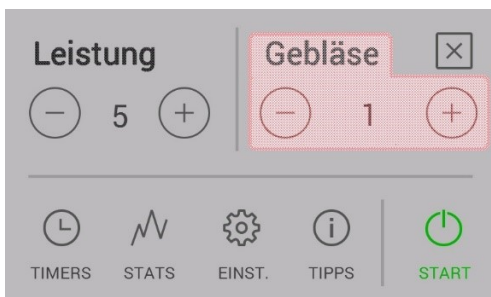 Leistung
Gebläse
5
1
TIMERS
STATS
EINST.
TIPPS
START